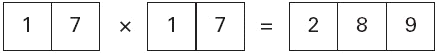 1 7 × 1 7 = 2 8 9